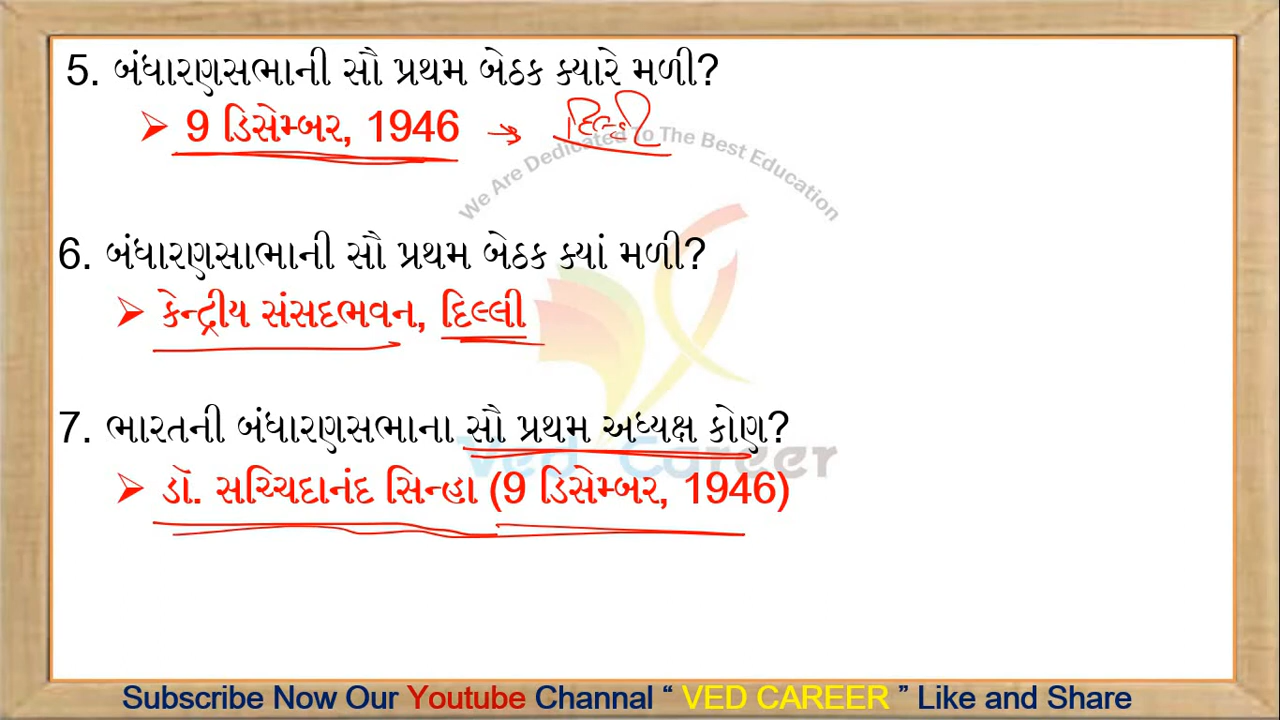 5. બંધારણસભાની સૌ પ્રથમ બેઠક ક્યારે મળી?
➢ 9 ડિસેમ્બર, 1946 → દિલ્હી
We Are Dedicated To The Best Education
6. બંધારણસાભાની સૌ પ્રથમ બેઠક ક્યાં મળી?
➢ કેન્દ્રીય સંસદભવન, દિલ્લી
7. ભારતની બંધારણસભાના સૌ પ્રથમ અધ્યક્ષ કોણ?
Ved Career
➢ ડૉ. સચ્ચિદાનંદ સિન્હા (9 ડિસેમ્બર, 1946)
Subscribe Now Our Youtube Channal “ VED CAREER ” Like and Share